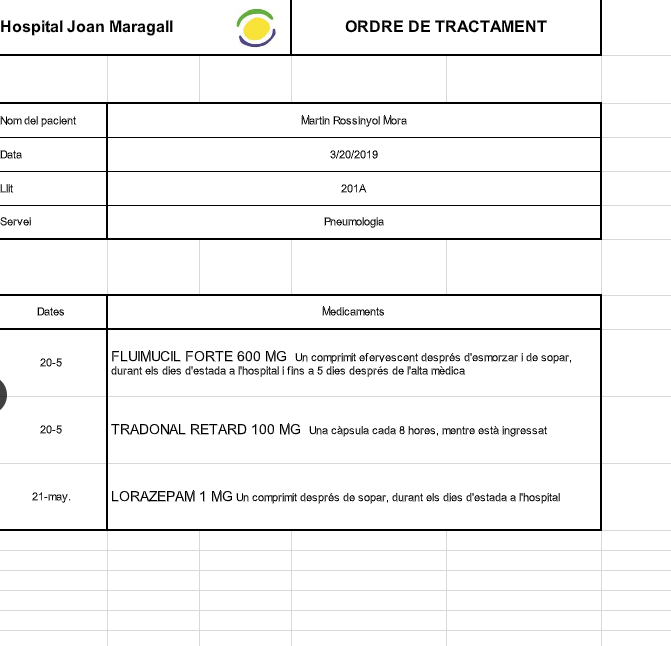 Hospital Joan Maragall
ORDRE DE TRACTAMENT
Nom del pacient
Martin Rossinyol Mora
Data
3/20/2019
Llit
201A
Servei
Pneumologia
Dates
Medicaments
20-5
FLUIMUCIL FORTE 600 MG Un comprimit efervescent després d'esmorzar i de sopar,
durant els dies d'estada a l'hospital i fins a 5 dies després de l'alta mèdica
20-5
TRADONAL RETARD 100 MG Una càpsula cada 8 hores, mentre està ingressat
21-may.
LORAZEPAM 1 MG Un comprimit després de sopar, durant els dies d'estada a l'hospital